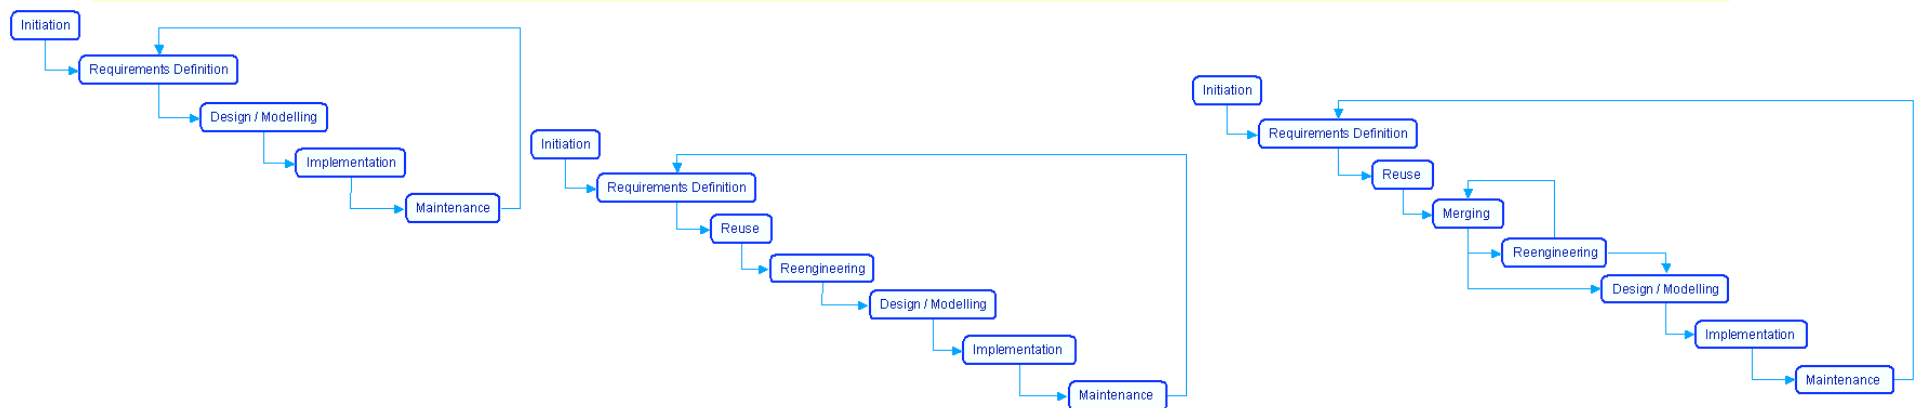 Initiation
Requirements Definition
Design / Modelling
Implementation
Maintenance
Initiation
Requirements Definition
Reuse
Reengineering
Design / Modelling
Implementation
Maintenance
Initiation
Requirements Definition
Reuse
Merging
Reengineering
Design / Modelling
Implementation
Maintenance